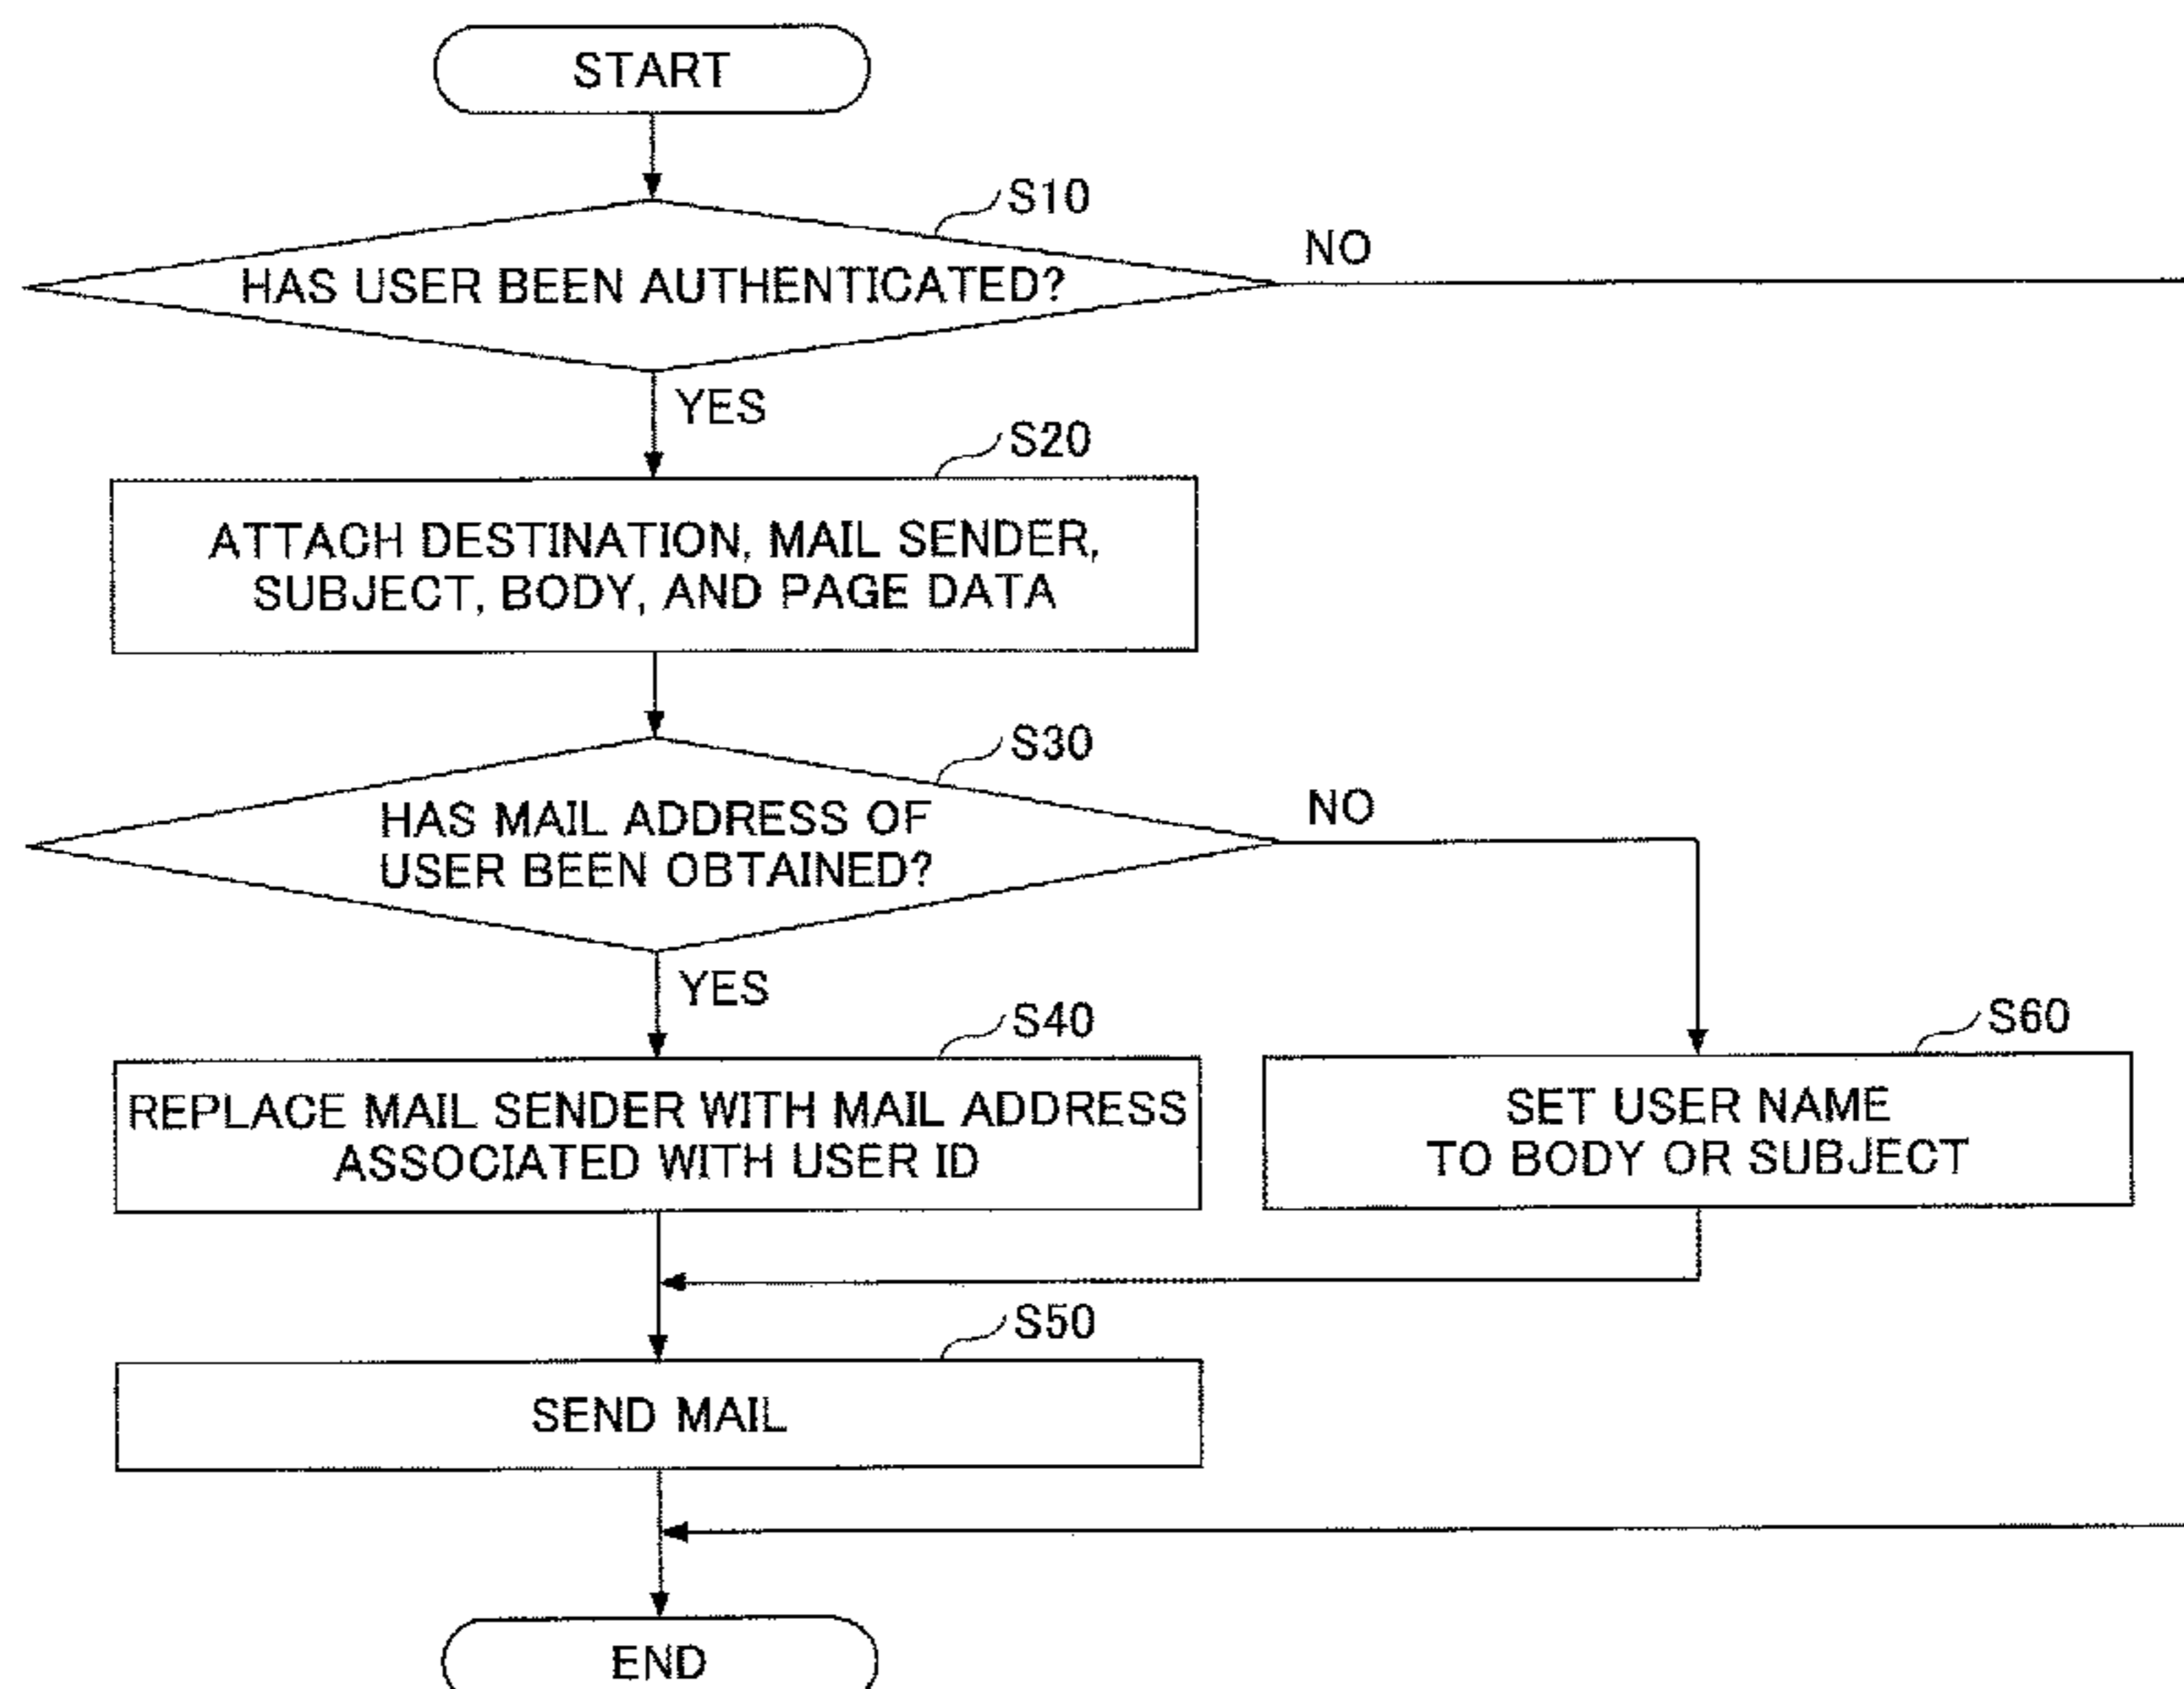 START
S10
NO
HAS USER BEEN AUTHENTICATED?
YES
S20
ATTACH DESTINATION, MAIL SENDER,
SUBJECT, BODY, AND PAGE DATA
S30
NO
HAS MAIL ADDRESS OF
USER BEEN OBTAINED?
YES
S40
REPLACE MAIL SENDER WITH MAIL ADDRESS
ASSOCIATED WITH USER ID
S60
SET USER NAME
TO BODY OR SUBJECT
S50
SEND MAIL
END